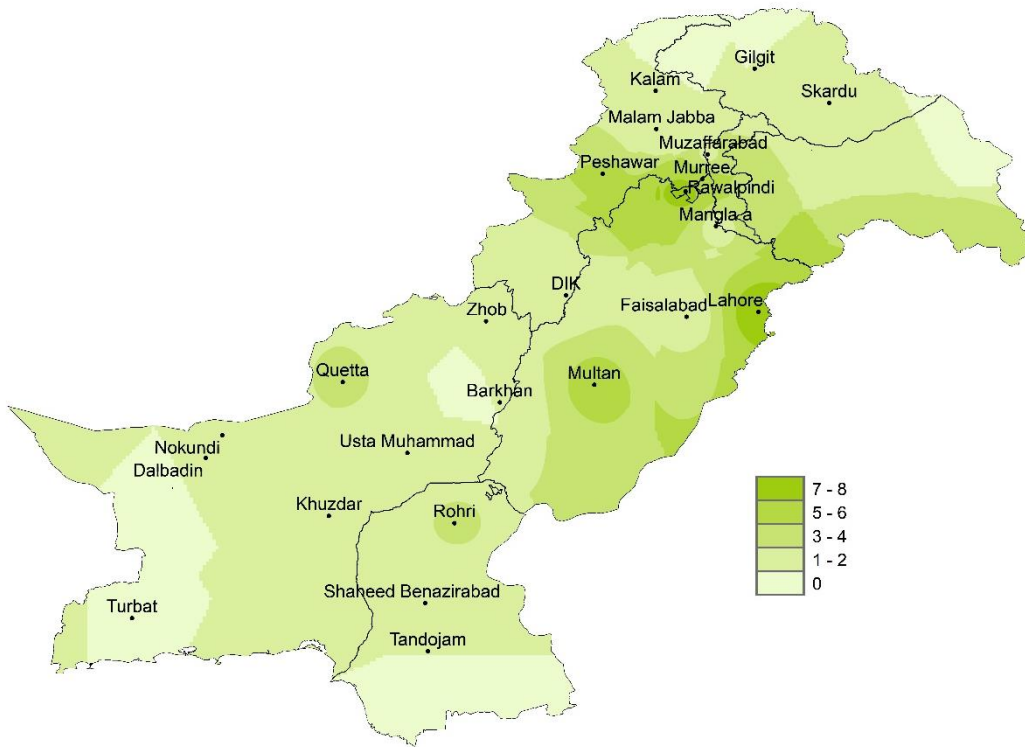 Gilgit
Kalam
Skardu
Malam Jabba
Muzaffarabad
Peshawar
Murree
Rawalpindi
Mangla a
DIK
Zhob
Faisalabad
Lahore
Quetta
Multan
Barkhan
Nokundi
Usta Muhammad
Dalbadin
Khuzdar
Rohri
Turbat
Shaheed Benazirabad
Tandojam
7 - 8
5 - 6
3 - 4
1 - 2
0